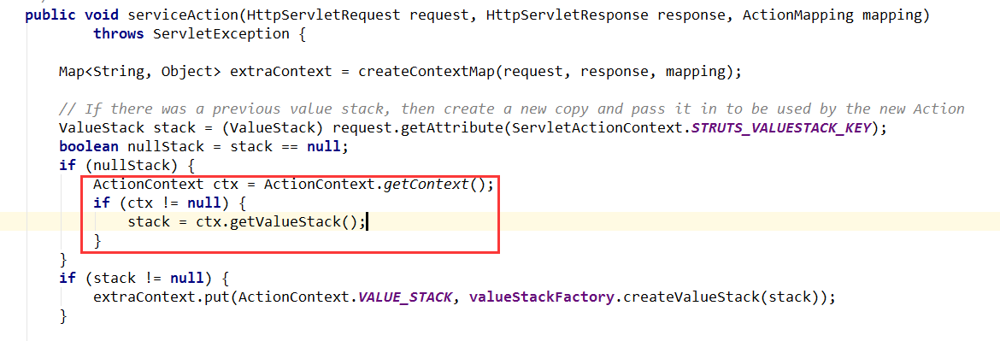 public void serviceAction(HttpServletRequest request, HttpServletResponse response, ActionMapping mapping)
throws ServletException {
Map<String, Object> extraContext = createContextMap(request, response, mapping);
// If there was a previous value stack, then create a new copy and pass it in to be used by the new Action
ValueStack stack = (ValueStack) request.getAttribute(ServletActionContext.STRUTS_VALUESTACK_KEY);
boolean nullStack = stack == null;
if (nullStack) {
ActionContext ctx = ActionContext.getContext();
if (ctx != null) {
stack = ctx.getValueStack();
}
}
if (stack != null) {
extraContext.put(ActionContext.VALUE_STACK, valueStackFactory.createValueStack(stack));
}